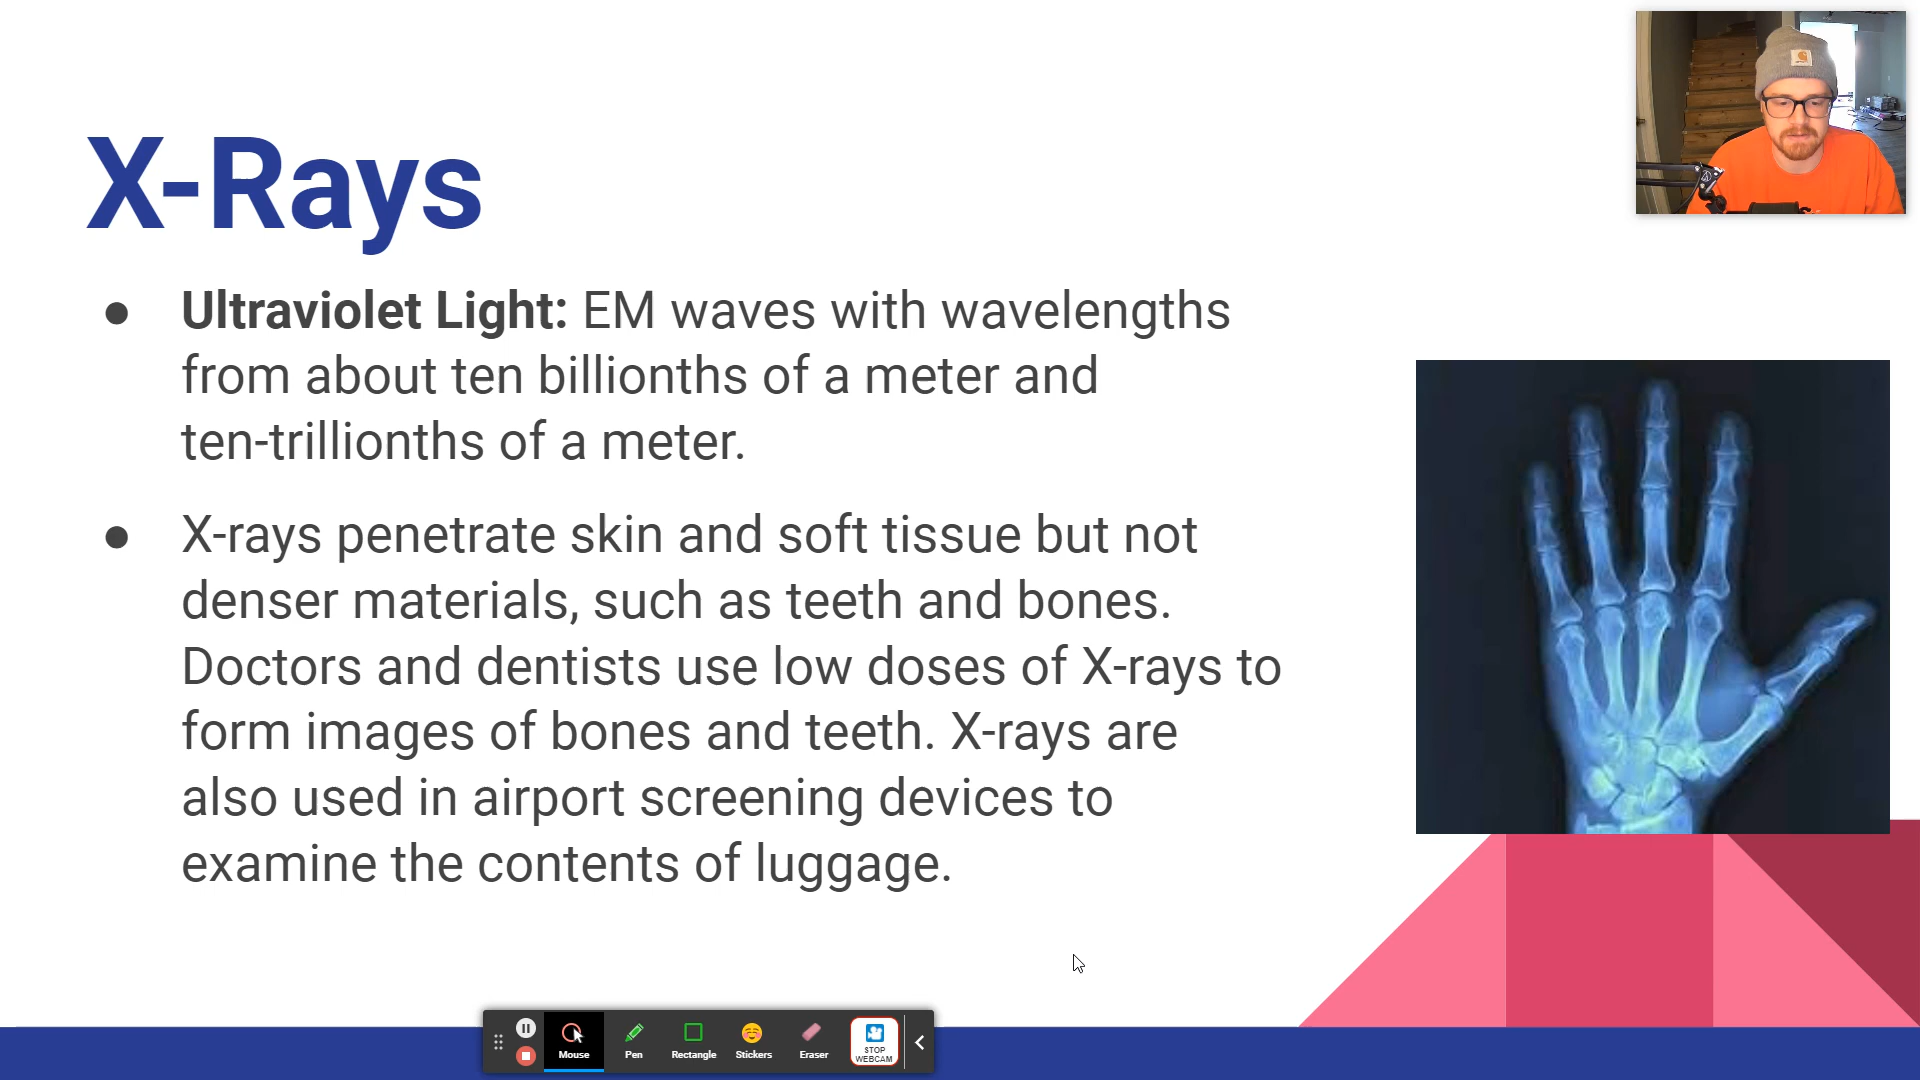 X-Rays
● Ultraviolet Light: EM waves with wavelengths
from about ten billionths of a meter and
ten-trillionths of a meter.
● X-rays penetrate skin and soft tissue but not
denser materials, such as teeth and bones.
Doctors and dentists use low doses of X-rays to
form images of bones and teeth. X-rays are
also used in airport screening devices to
examine the contents of luggage.
Mouse
Pen
Rectangle
Stickers
Eraser
STOP
WEBCAM